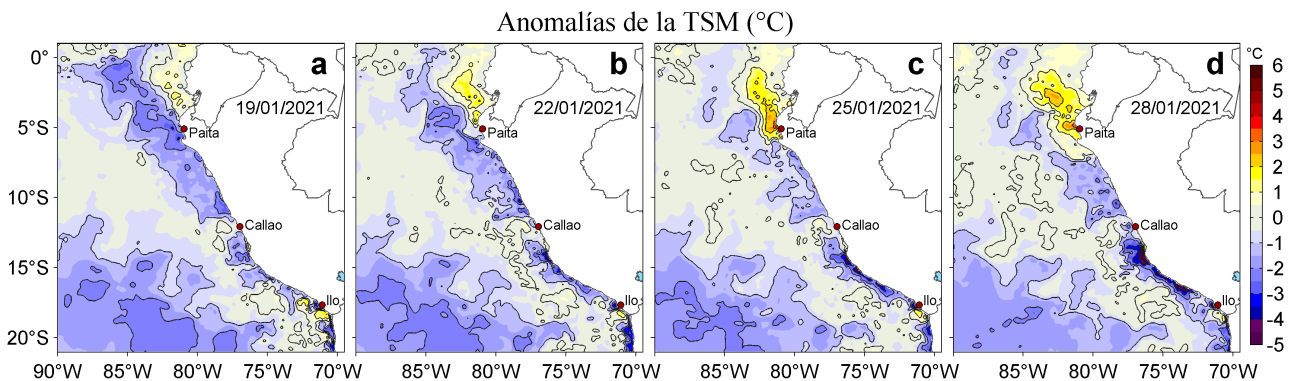 Anomalías de la TSM (°C)
a
19/01/2021
Paita
Callao
Ilo
b
22/01/2021
Paita
Callao
Ilo
c
25/01/2021
Paita
Callao
Ilo
d
28/01/2021
Paita
Callao
Ilo
0°
5°S
10°S
15°S
20°S
90°W 85°W 80°W 75°W 70°W
85°W 80°W 75°W 70°W
85°W 80°W 75°W 70°W
85°W 80°W 75°W 70°W
°C
6
5
4
3
2
1
0
-1
-2
-3
-4
-5